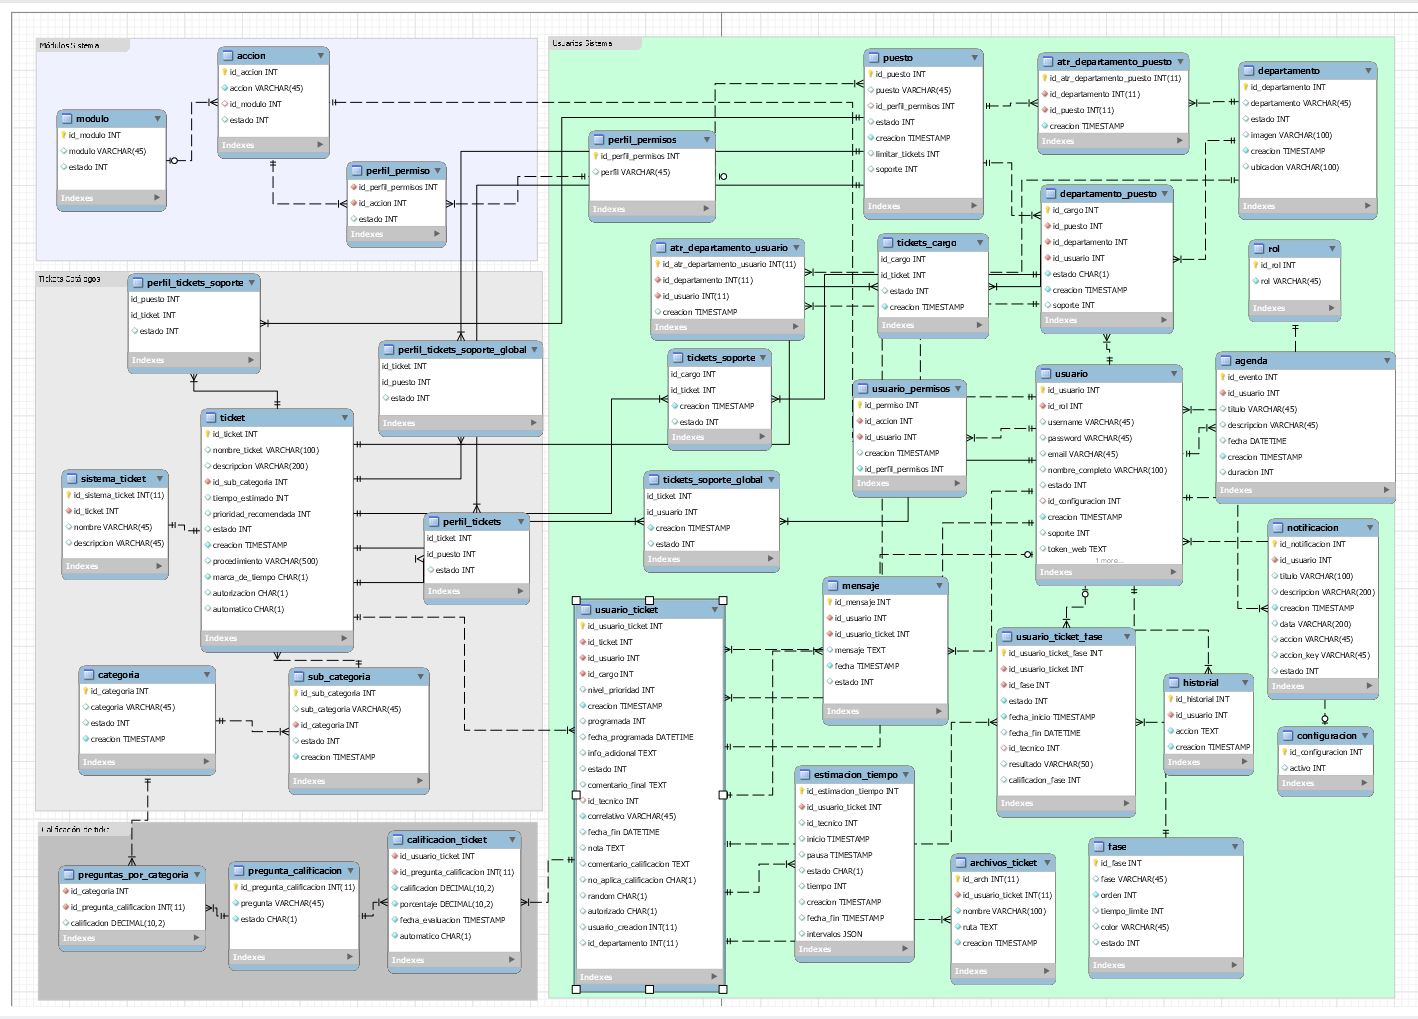 Módulos Sistema
accion
id_accion INT
accion VARCHAR(45)
id_modulo INT
estado INT
Indexes
modulo
id_modulo INT
modulo VARCHAR(45)
estado INT
Indexes
perfil_permiso
id_perfil_permisos INT
id_accion INT
estado INT
Indexes
Usuarios Sistema
perfil_permisos
id_perfil_permisos INT
perfil VARCHAR(45)
Indexes
puesto
id_puesto INT
puesto VARCHAR(45)
id_perfil_permisos INT
estado INT
creacion TIMESTAMP
limitar_tickets INT
soporte INT
Indexes
atr_departamento_puesto
id_atr_departamento_puesto INT(11)
id_departamento INT(11)
id_puesto INT(11)
creacion TIMESTAMP
Indexes
departamento
id_departamento INT
departamento VARCHAR(45)
estado INT
imagen VARCHAR(100)
creacion TIMESTAMP
ubicacion VARCHAR(100)
Indexes
departamento_puesto
id_cargo INT
id_puesto INT
id_departamento INT
id_usuario INT
estado CHAR(1)
creacion TIMESTAMP
soporte INT
Indexes
atr_departamento_usuario
id_atr_departamento_usuario INT(11)
id_departamento INT(11)
id_usuario INT(11)
creacion TIMESTAMP
Indexes
tickets_cargo
id_cargo INT
id_ticket INT
estado INT
creacion TIMESTAMP
Indexes
rol
id_rol INT
rol VARCHAR(45)
Indexes
Tickets Catálogos
perfil_tickets_soporte
id_puesto INT
id_ticket INT
estado INT
Indexes
perfil_tickets_soporte_global
id_ticket INT
id_puesto INT
estado INT
Indexes
tickets_soporte
id_cargo INT
id_ticket INT
creacion TIMESTAMP
estado INT
Indexes
usuario_permisos
id_permiso INT
id_accion INT
id_usuario INT
creacion TIMESTAMP
id_perfil_permisos INT
Indexes
usuario
id_usuario INT
id_rol INT
username VARCHAR(45)
password VARCHAR(45)
email VARCHAR(45)
nombre_completo VARCHAR(100)
estado INT
id_configuracion INT
creacion TIMESTAMP
soporte INT
token_web TEXT
1 more...
Indexes
agenda
id_evento INT
id_usuario INT
titulo VARCHAR(45)
descripcion VARCHAR(45)
fecha DATETIME
creacion TIMESTAMP
duracion INT
Indexes
ticket
id_ticket INT
nombre_ticket VARCHAR(100)
descripcion VARCHAR(200)
id_sub_categoria INT
tiempo_estimado INT
prioridad_recomendada INT
estado INT
creacion TIMESTAMP
procedimiento VARCHAR(500)
marca_de_tiempo CHAR(1)
autorizacion CHAR(1)
automatico CHAR(1)
Indexes
sistema_ticket
id_sistema_ticket INT(11)
id_ticket INT
nombre VARCHAR(45)
descripcion VARCHAR(45)
Indexes
perfil_tickets
id_ticket INT
id_puesto INT
estado INT
Indexes
tickets_soporte_global
id_ticket INT
id_usuario INT
creacion TIMESTAMP
estado INT
Indexes
notificacion
id_notificacion INT
id_usuario INT
titulo VARCHAR(100)
descripcion VARCHAR(200)
creacion TIMESTAMP
data VARCHAR(200)
accion VARCHAR(45)
accion_key VARCHAR(45)
estado INT
Indexes
usuario_ticket
id_usuario_ticket INT
id_ticket INT
id_usuario INT
id_cargo INT
nivel_prioridad INT
creacion TIMESTAMP
programada INT
fecha_programada DATETIME
info_adicional TEXT
estado INT
comentario_final TEXT
id_tecnico INT
correlativo VARCHAR(45)
fecha_fin DATETIME
nota TEXT
comentario_calificacion TEXT
no_aplica_calificacion CHAR(1)
random CHAR(1)
autorizado CHAR(1)
usuario_creacion INT(11)
id_departamento INT(11)
Indexes
mensaje
id_mensaje INT
id_usuario INT
id_usuario_ticket INT
mensaje TEXT
fecha TIMESTAMP
estado INT
Indexes
usuario_ticket_fase
id_usuario_ticket_fase INT
id_usuario_ticket INT
id_fase INT
estado INT
fecha_inicio TIMESTAMP
fecha_fin DATETIME
id_tecnico INT
resultado VARCHAR(50)
calificacion_fase INT
Indexes
historial
id_historial INT
id_usuario INT
accion TEXT
creacion TIMESTAMP
Indexes
configuracion
id_configuracion INT
activo INT
Indexes
categoria
id_categoria INT
categoria VARCHAR(45)
estado INT
creacion TIMESTAMP
Indexes
sub_categoria
id_sub_categoria INT
sub_categoria VARCHAR(45)
id_categoria INT
estado INT
creacion TIMESTAMP
Indexes
estimacion_tiempo
id_estimacion_tiempo INT
id_usuario_ticket INT
id_tecnico INT
inicio TIMESTAMP
pausa TIMESTAMP
estado CHAR(1)
tiempo INT
creacion TIMESTAMP
fecha_fin TIMESTAMP
intervalos JSON
Indexes
archivos_ticket
id_arch INT(11)
id_usuario_ticket INT(11)
nombre VARCHAR(100)
ruta TEXT
creacion TIMESTAMP
Indexes
fase
id_fase INT
fase VARCHAR(45)
orden INT
tiempo_limite INT
color VARCHAR(45)
estado INT
Indexes
Calificación de ticket
preguntas_por_categoria
id_categoria INT
id_pregunta_calificacion INT(11)
calificacion DECIMAL(10,2)
Indexes
pregunta_calificacion
id_pregunta_calificacion INT(11)
pregunta VARCHAR(45)
estado CHAR(1)
Indexes
calificacion_ticket
id_usuario_ticket INT
id_pregunta_calificacion INT(11)
calificacion DECIMAL(10,2)
porcentaje DECIMAL(10,2)
fecha_evaluacion TIMESTAMP
automatico CHAR(1)
Indexes